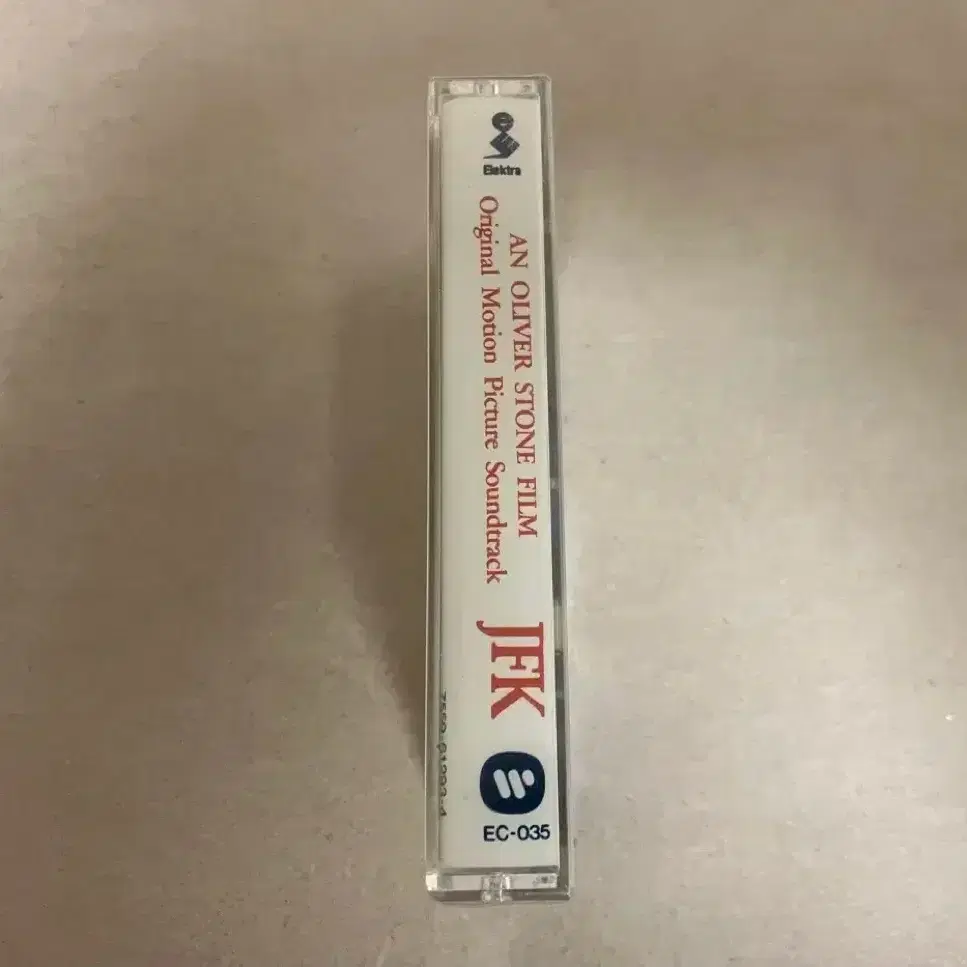 Elektra
AN OLIVER STONE FILM
Original Motion Picture Soundtrack
JFK
EC-035